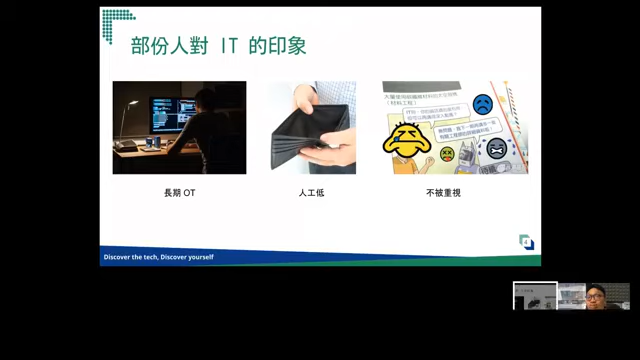 部份人對 IT 的印象
長期 OT
人工低
不被重視
4
Discover the tech, Discover yourself